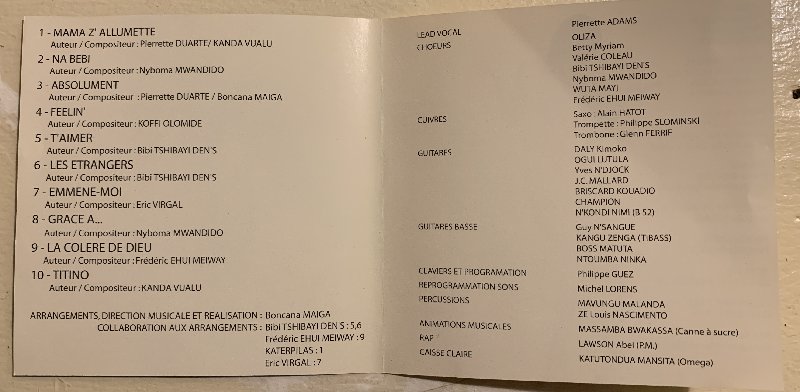 1 - MAMA Z' ALLUMETTE
Auteur / Compositeur : Pierrette DUARTE/ KANDA VUALU
2 - NA BEBI
Auteur / Compositeur : Nyboma MWANDIDO
3 - ABSOLUMENT
Auteur / Compositeur : Pierrette DUARTE / Boncana MAIGA
4 - FEELIN'
Auteur / Compositeur : KOFFI OLOMIDE
5 - T'AIMER
Auteur / Compositeur : Bibi TSHIBAYI DEN'S
6 - LES ETRANGERS
Auteur / Compositeur : Bibi TSHIBAYI DEN'S
7 - EMMENE-MOI
Auteur / Compositeur : Eric VIRGAL
8 - GRACE A...
Auteur / Compositeur : Nyboma MWANDIDO
9 - LA COLERE DE DIEU
Auteur / Compositeur : Frédéric EHUI MEIWAY
10 - TITINO
Auteur / Compositeur : KANDA VUALU
ARRANGEMENTS, DIRECTION MUSICALE ET REALISATION : Boncana MAIGA
COLLABORATION AUX ARRANGEMENTS : Bibi TSHIBAYI DEN'S : 5,6
Frédéric EHUI MEIWAY : 9
KATERPILAS : 1
Eric VIRGAL : 7
LEAD VOCAL Pierrette ADAMS
CHOEURS OLIZA
Betty Myriam
Valérie COLEAU
Bibi TSHIBAYI DEN'S
Nyboma MWANDIDO
WUTA MAYI
Frédéric EHUI MEIWAY
CUIVRES Saxo : Alain HATOT
Trompette : Philippe SLOMINSKI
Trombone : Glenn FERRIE
GUITARES DALY Kimoko
OGUI LUTULA
Yves N'DJOCK
J.C. MALLARD
BRISCARD KOUADIO
CHAMPION
N'KONDI NIMI (B 52)
GUITARES BASSE Guy N'SANGUE
KANGU ZENGA (TIBASS)
BOSS MATUTA
NTOUMBA NINKA
CLAVIERS ET PROGRAMATION Philippe GUEZ
REPROGRAMMATION SONS Michel LORENS
PERCUSSIONS MAVUNGU MALANDA
ZE Louis NASCIMENTO
ANIMATIONS MUSICALES MASSAMBA BWAKASSA (Canne à sucre)
RAP LAWSON Abel (P.M.)
CAISSE CLAIRE KATUTONDUA MANSITA (Omega)